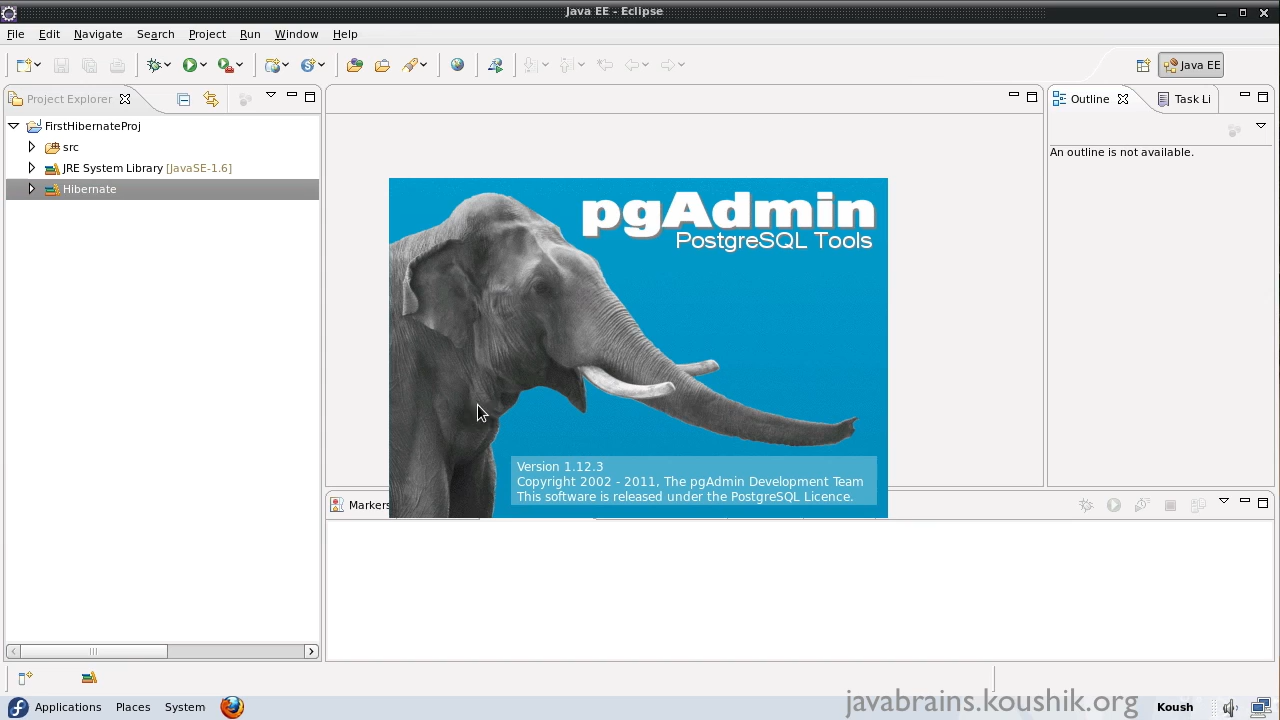 Java EE - Eclipse
File Edit Navigate Search Project Run Window Help
Java EE
Project Explorer
Outline
Task Li
FirstHibernateProj
src
JRE System Library [JavaSE-1.6]
Hibernate
An outline is not available.
pgAdmin
PostgreSQL Tools
Version 1.12.3
Copyright 2002 - 2011, The pgAdmin Development Team
This software is released under the PostgreSQL Licence.
Markers
javabrains.koushik.org
Applications Places System
Koush